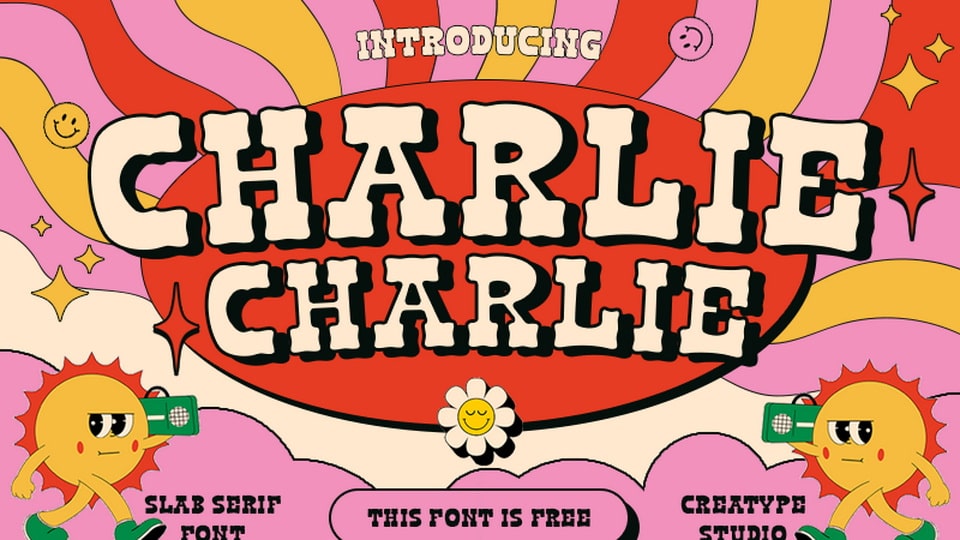 INTRODUCING
CHARLIE
CHARLIE
SLAB SERIF
FONT
THIS FONT IS FREE
CREATYPE
STUDIO